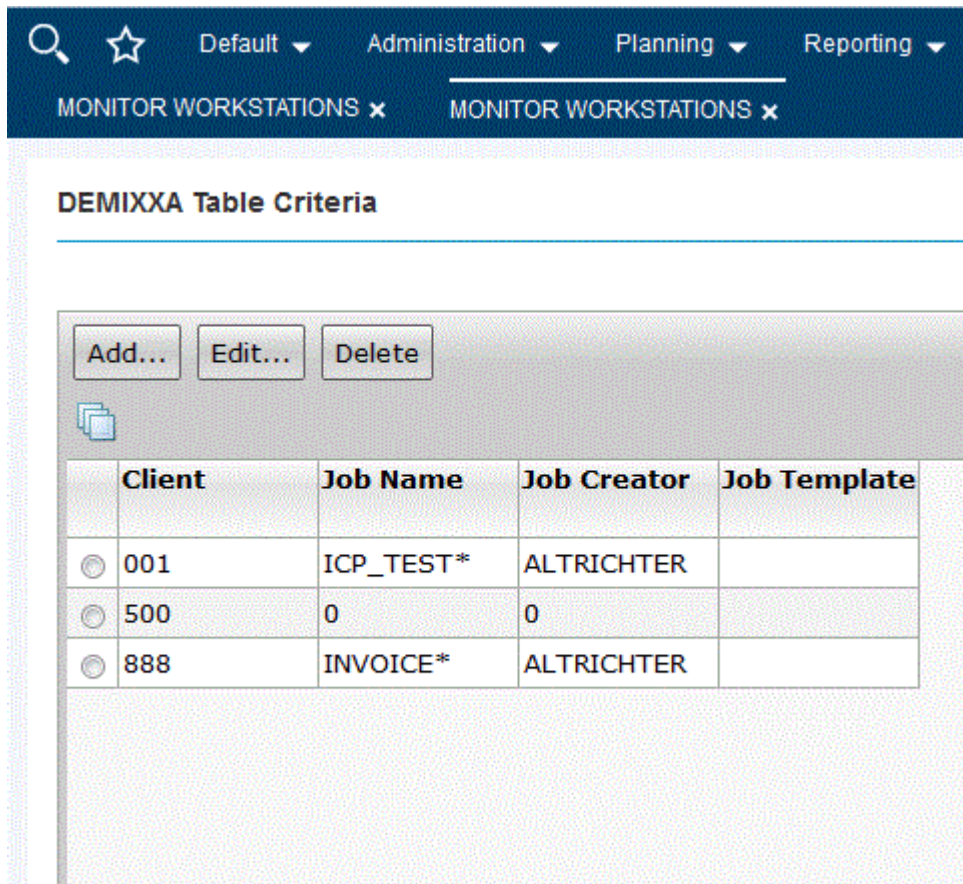 Default Administration Planning Reporting
MONITOR WORKSTATIONS × MONITOR WORKSTATIONS ×
DEMIXXA Table Criteria
Add... Edit... Delete
Client Job Name Job Creator Job Template
001 ICP_TEST* ALTRICHTER
500 0 0
888 INVOICE* ALTRICHTER